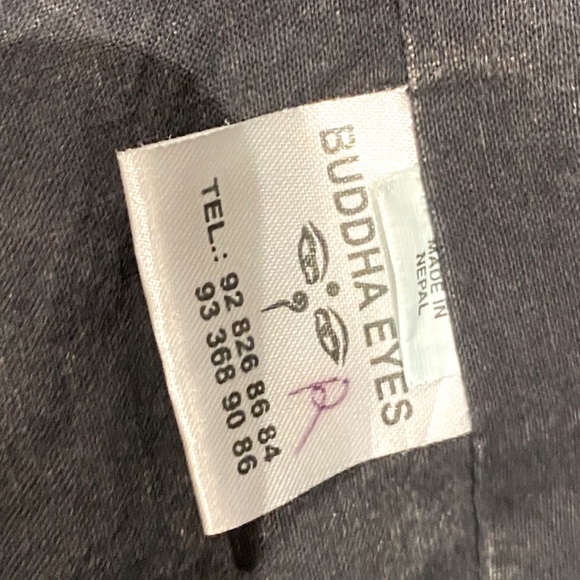 BUDDHA EYES
TEL.: 92 826 86 84
93 368 90 86
R
MADE IN
NEPAL